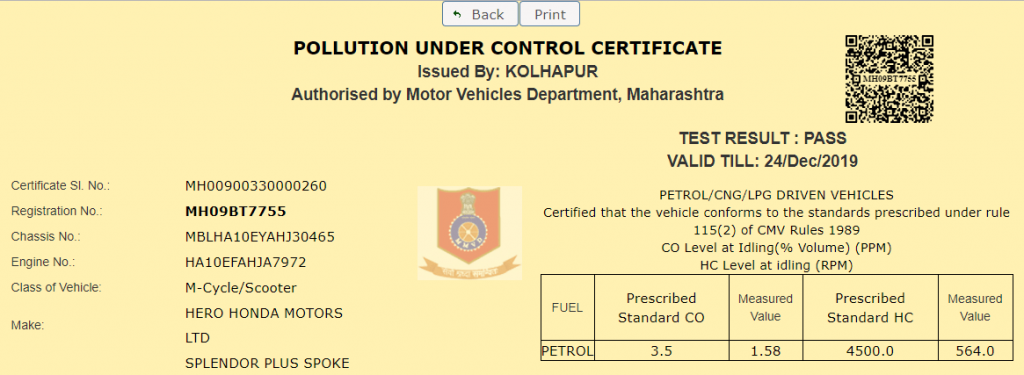 Back Print
POLLUTION UNDER CONTROL CERTIFICATE
Issued By: KOLHAPUR
Authorised by Motor Vehicles Department, Maharashtra
MH09BT7755
TEST RESULT : PASS
VALID TILL: 24/Dec/2019
Certificate Sl. No.: MH00900330000260
Registration No.: MH09BT7755
Chassis No.: MBLHA10EYAHJ30465
Engine No.: HA10EFAHJA7972
Class of Vehicle: M-Cycle/Scooter
Make: HERO HONDA MOTORS
LTD
SPLENDOR PLUS SPOKE
MMVD
PETROL/CNG/LPG DRIVEN VEHICLES
Certified that the vehicle conforms to the standards prescribed under rule
115(2) of CMV Rules 1989
CO Level at Idling(% Volume) (PPM)
HC Level at idling (RPM)
FUEL Prescribed Standard CO Measured Value Prescribed Standard HC Measured Value
PETROL 3.5 1.58 4500.0 564.0